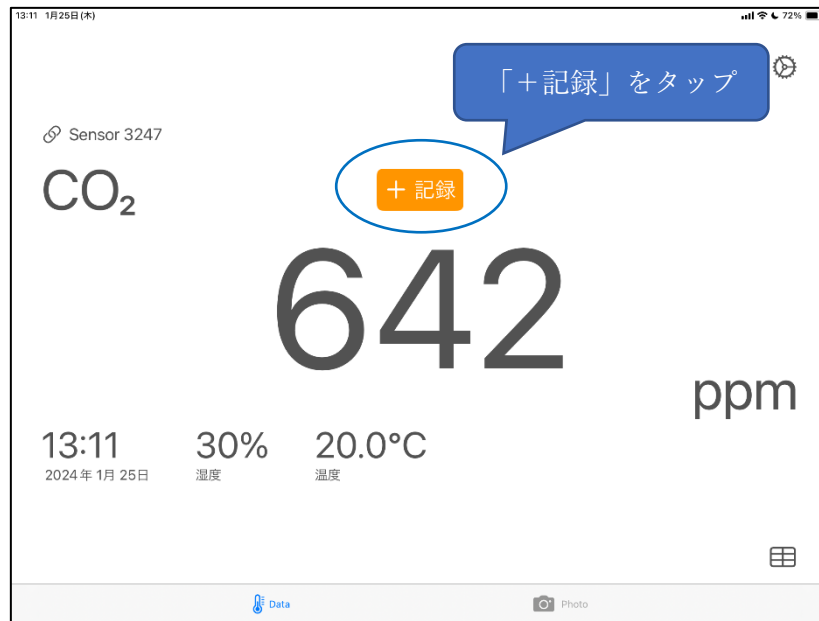 13:11 1月25日(木)
72%
「＋記録」をタップ
Sensor 3247
CO₂
＋ 記録
642
ppm
13:11
2024年 1月 25日
30%
湿度
20.0°C
温度
Data
Photo